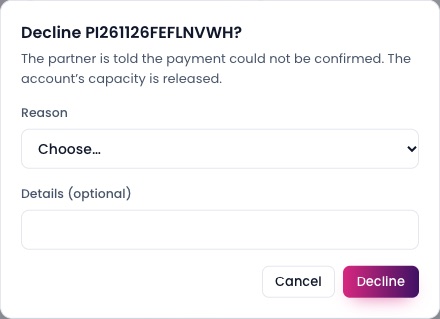 Decline PI261126FEFLNVWH?
The partner is told the payment could not be confirmed. The
account's capacity is released.
Reason
Choose...
Details (optional)
Cancel
Decline